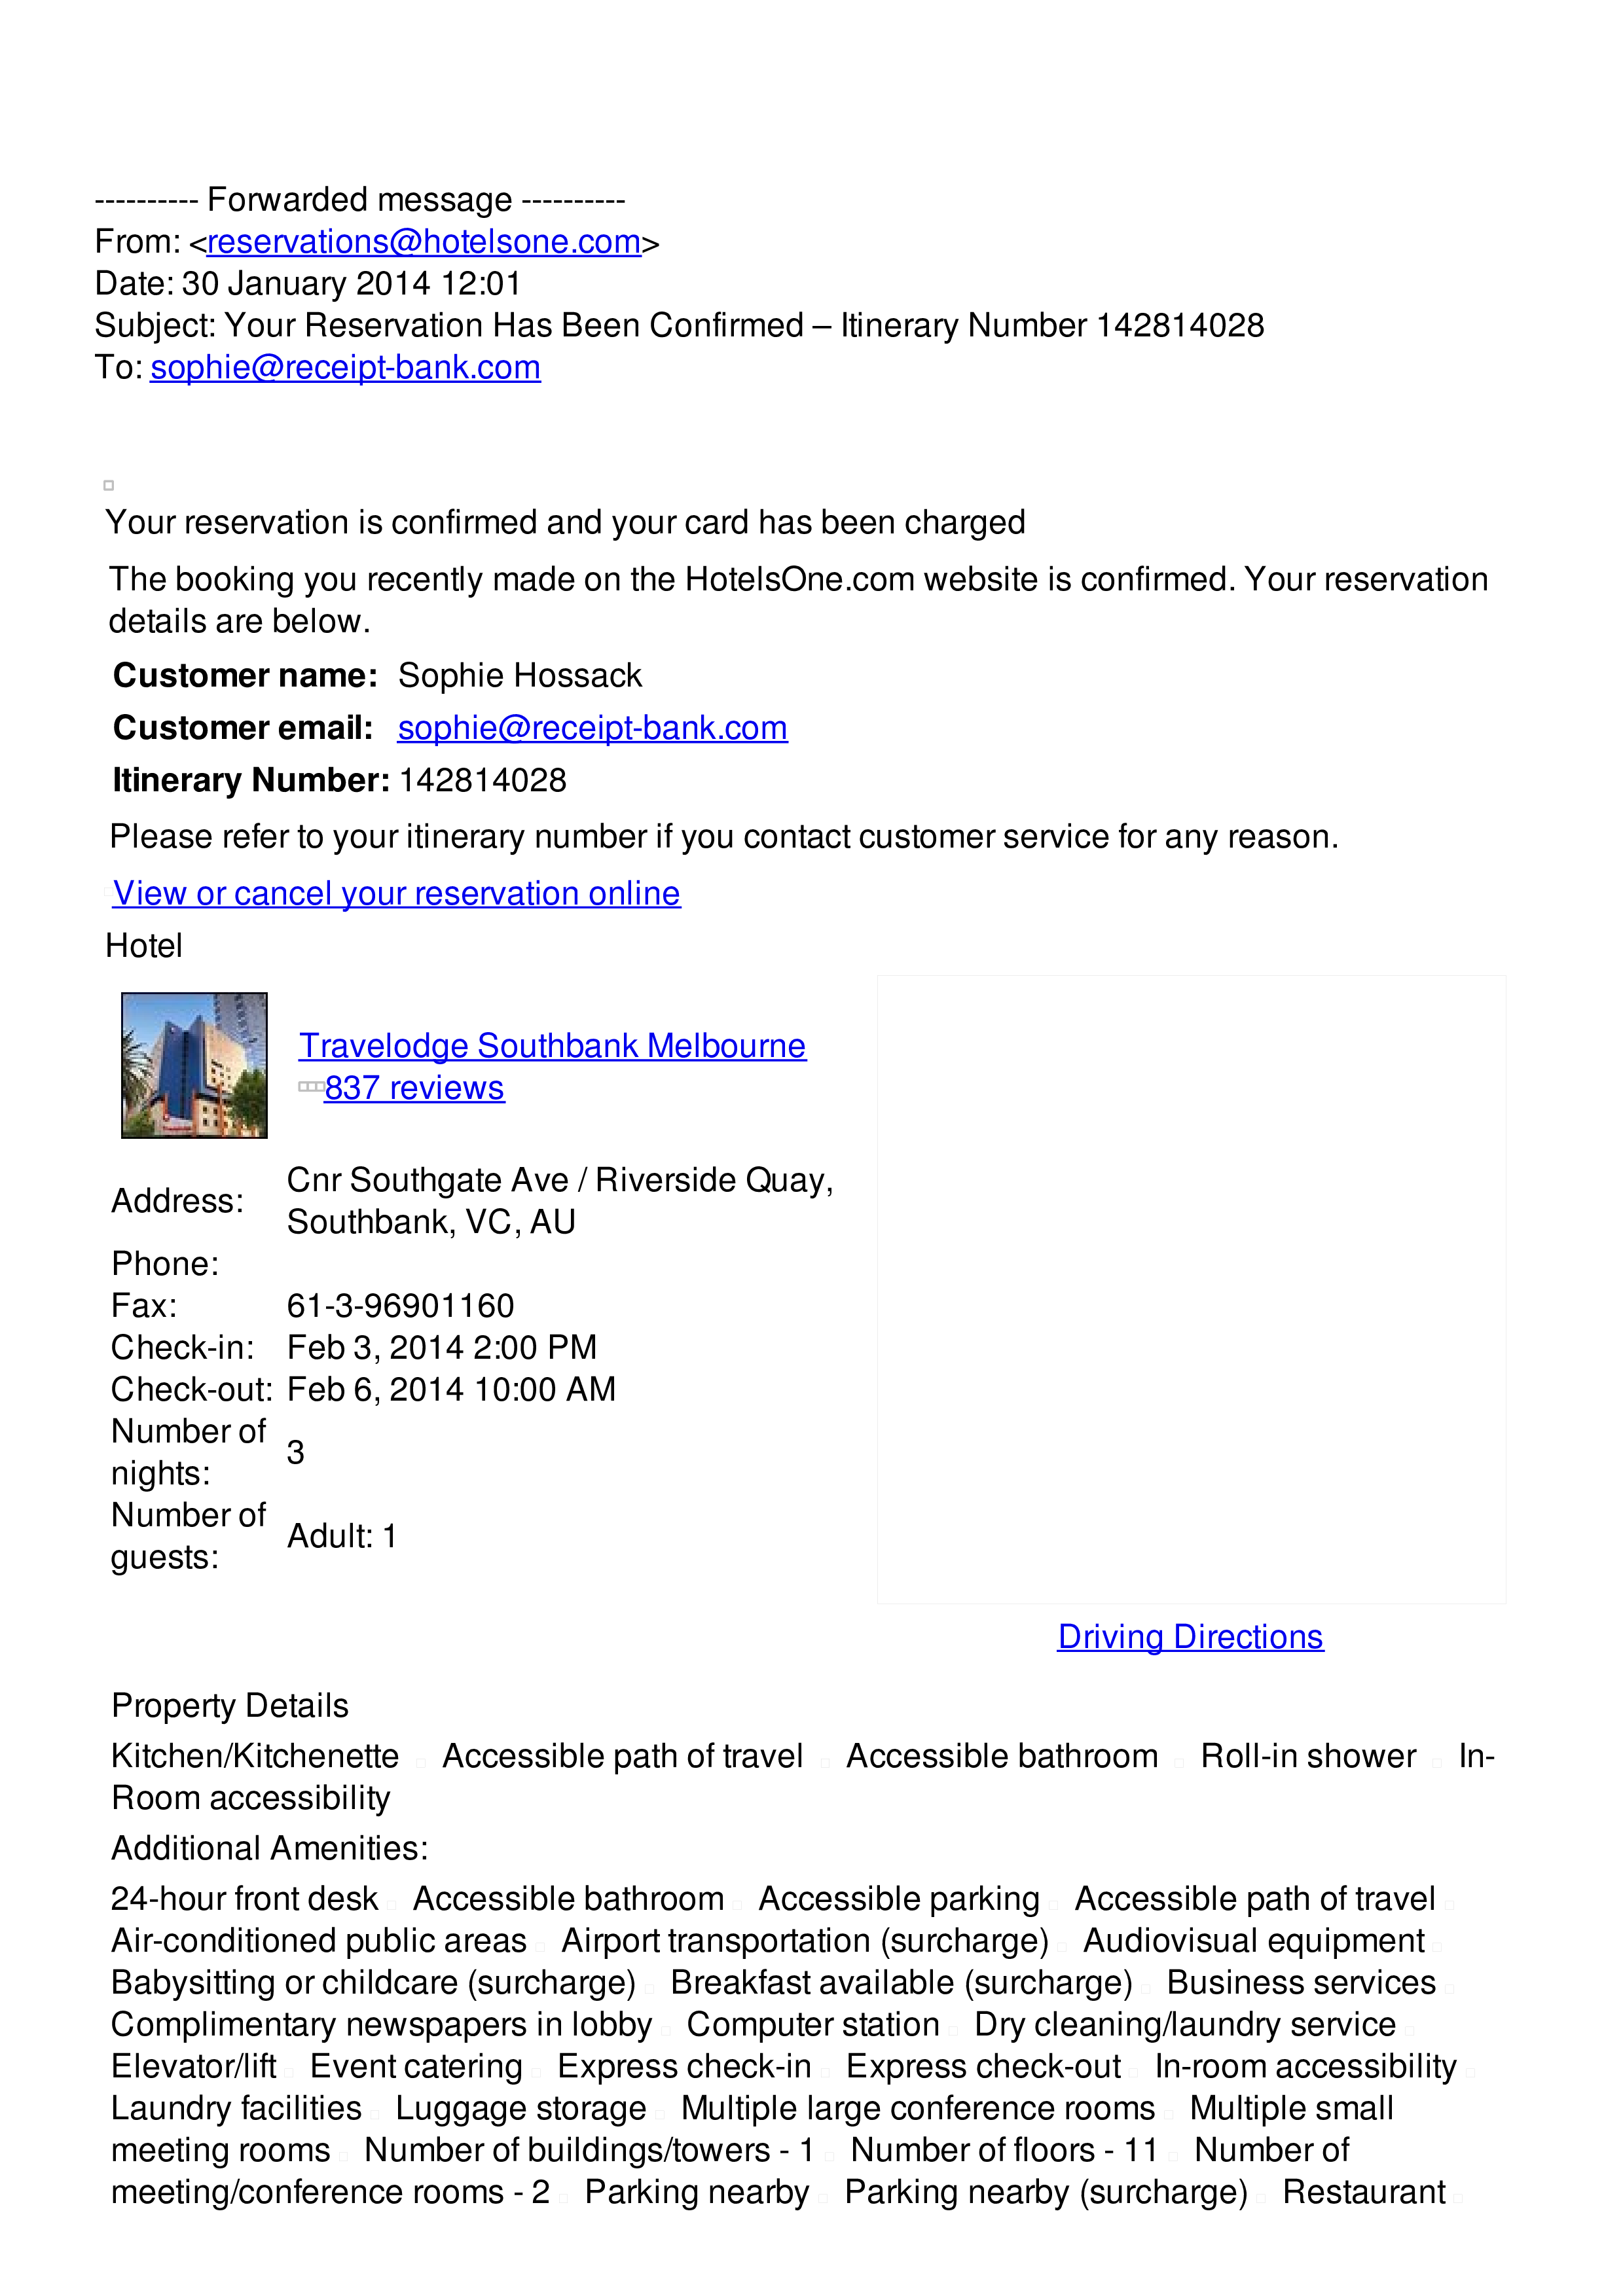 ---------- Forwarded message ----------
From: <reservations@hotelsone.com>
Date: 30 January 2014 12:01
Subject: Your Reservation Has Been Confirmed – Itinerary Number 142814028
To: sophie@receipt-bank.com
Your reservation is confirmed and your card has been charged
The booking you recently made on the HotelsOne.com website is confirmed. Your reservation
details are below.
Customer name: Sophie Hossack
Customer email: sophie@receipt-bank.com
Itinerary Number: 142814028
Please refer to your itinerary number if you contact customer service for any reason.
View or cancel your reservation online
Hotel
Travelodge Southbank Melbourne
837 reviews
Address: Cnr Southgate Ave / Riverside Quay,
Southbank, VC, AU
Phone:
Fax: 61-3-96901160
Check-in: Feb 3, 2014 2:00 PM
Check-out: Feb 6, 2014 10:00 AM
Number of
nights: 3
Number of
guests: Adult: 1
Driving Directions
Property Details
Kitchen/Kitchenette Accessible path of travel Accessible bathroom Roll-in shower In-
Room accessibility
Additional Amenities:
24-hour front desk Accessible bathroom Accessible parking Accessible path of travel
Air-conditioned public areas Airport transportation (surcharge) Audiovisual equipment
Babysitting or childcare (surcharge) Breakfast available (surcharge) Business services
Complimentary newspapers in lobby Computer station Dry cleaning/laundry service
Elevator/lift Event catering Express check-in Express check-out In-room accessibility
Laundry facilities Luggage storage Multiple large conference rooms Multiple small
meeting rooms Number of buildings/towers - 1 Number of floors - 11 Number of
meeting/conference rooms - 2 Parking nearby Parking nearby (surcharge) Restaurant